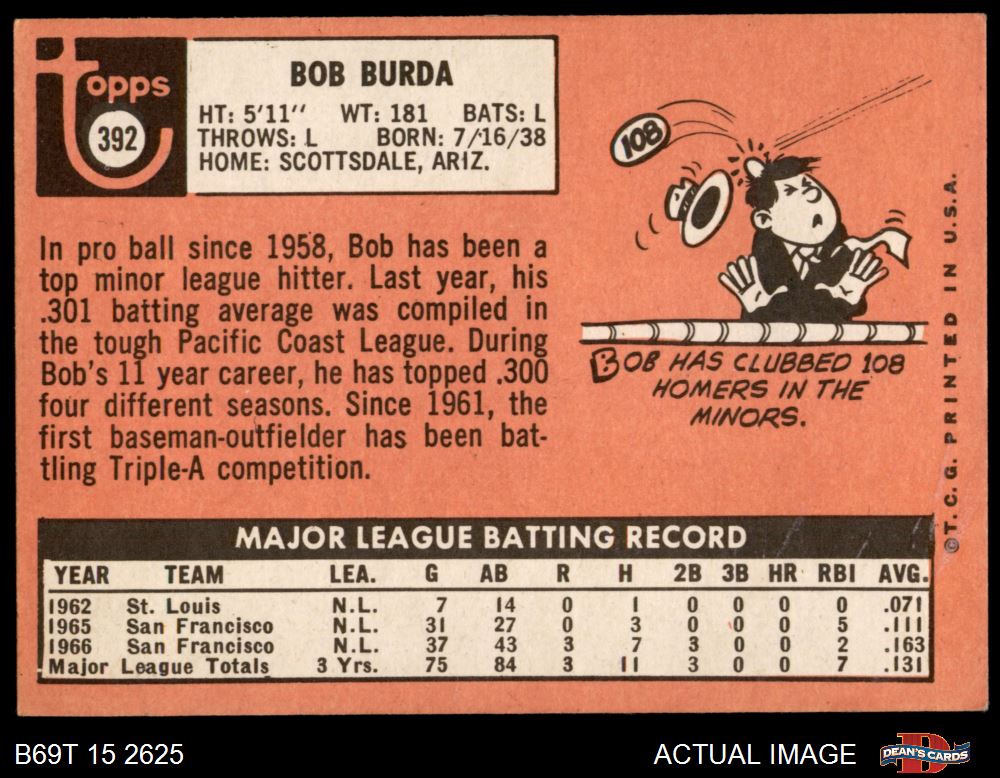 topps
392
BOB BURDA
HT: 5'11'' WT: 181 BATS: L
THROWS: L BORN: 7/16/38
HOME: SCOTTSDALE, ARIZ.
In pro ball since 1958, Bob has been a
top minor league hitter. Last year, his
.301 batting average was compiled in
the tough Pacific Coast League. During
Bob's 11 year career, he has topped .300
four different seasons. Since 1961, the
first baseman-outfielder has been bat-
tling Triple-A competition.
108
BOB HAS CLUBBED 108
HOMERS IN THE
MINORS.
© T. C. G. PRINTED IN U.S.A.
MAJOR LEAGUE BATTING RECORD
YEAR TEAM LEA. G AB R H 2B 3B HR RBI AVG.
1962 St. Louis N.L. 7 14 0 1 0 0 0 0 .071
1965 San Francisco N.L. 31 27 0 3 0 0 0 5 .111
1966 San Francisco N.L. 37 43 3 7 3 0 0 2 .163
Major League Totals 3 Yrs. 75 84 3 11 3 0 0 7 .131
B69T 15 2625
ACTUAL IMAGE
DEAN'S CARDS